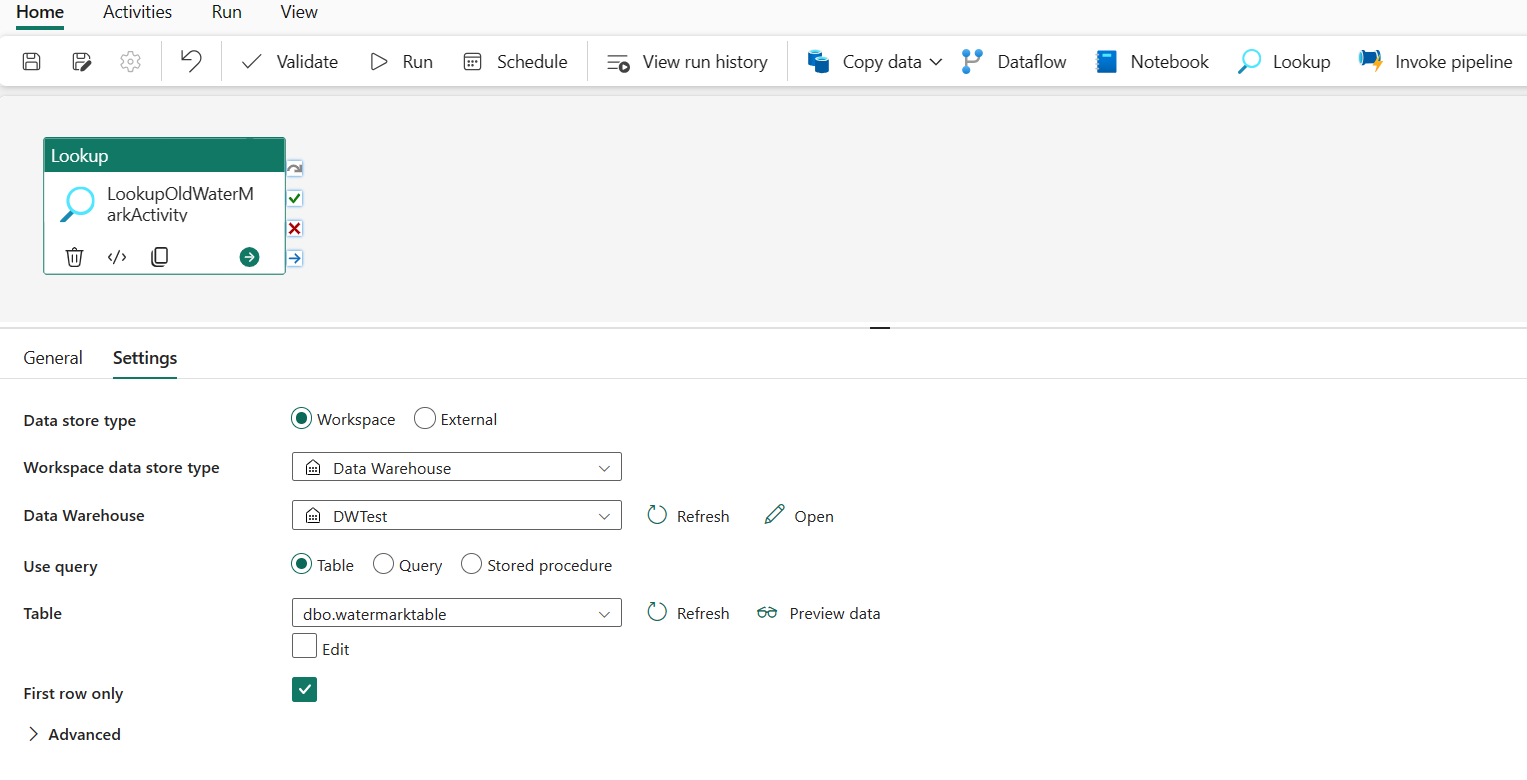 Home Activities Run View
Validate Run Schedule View run history Copy data Dataflow Notebook Lookup Invoke pipeline
Lookup
LookupOldWaterM
arkActivity
General Settings
Data store type Workspace External
Workspace data store type Data Warehouse
Data Warehouse DWTest Refresh Open
Use query Table Query Stored procedure
Table dbo.watermarktable Refresh Preview data
Edit
First row only
Advanced